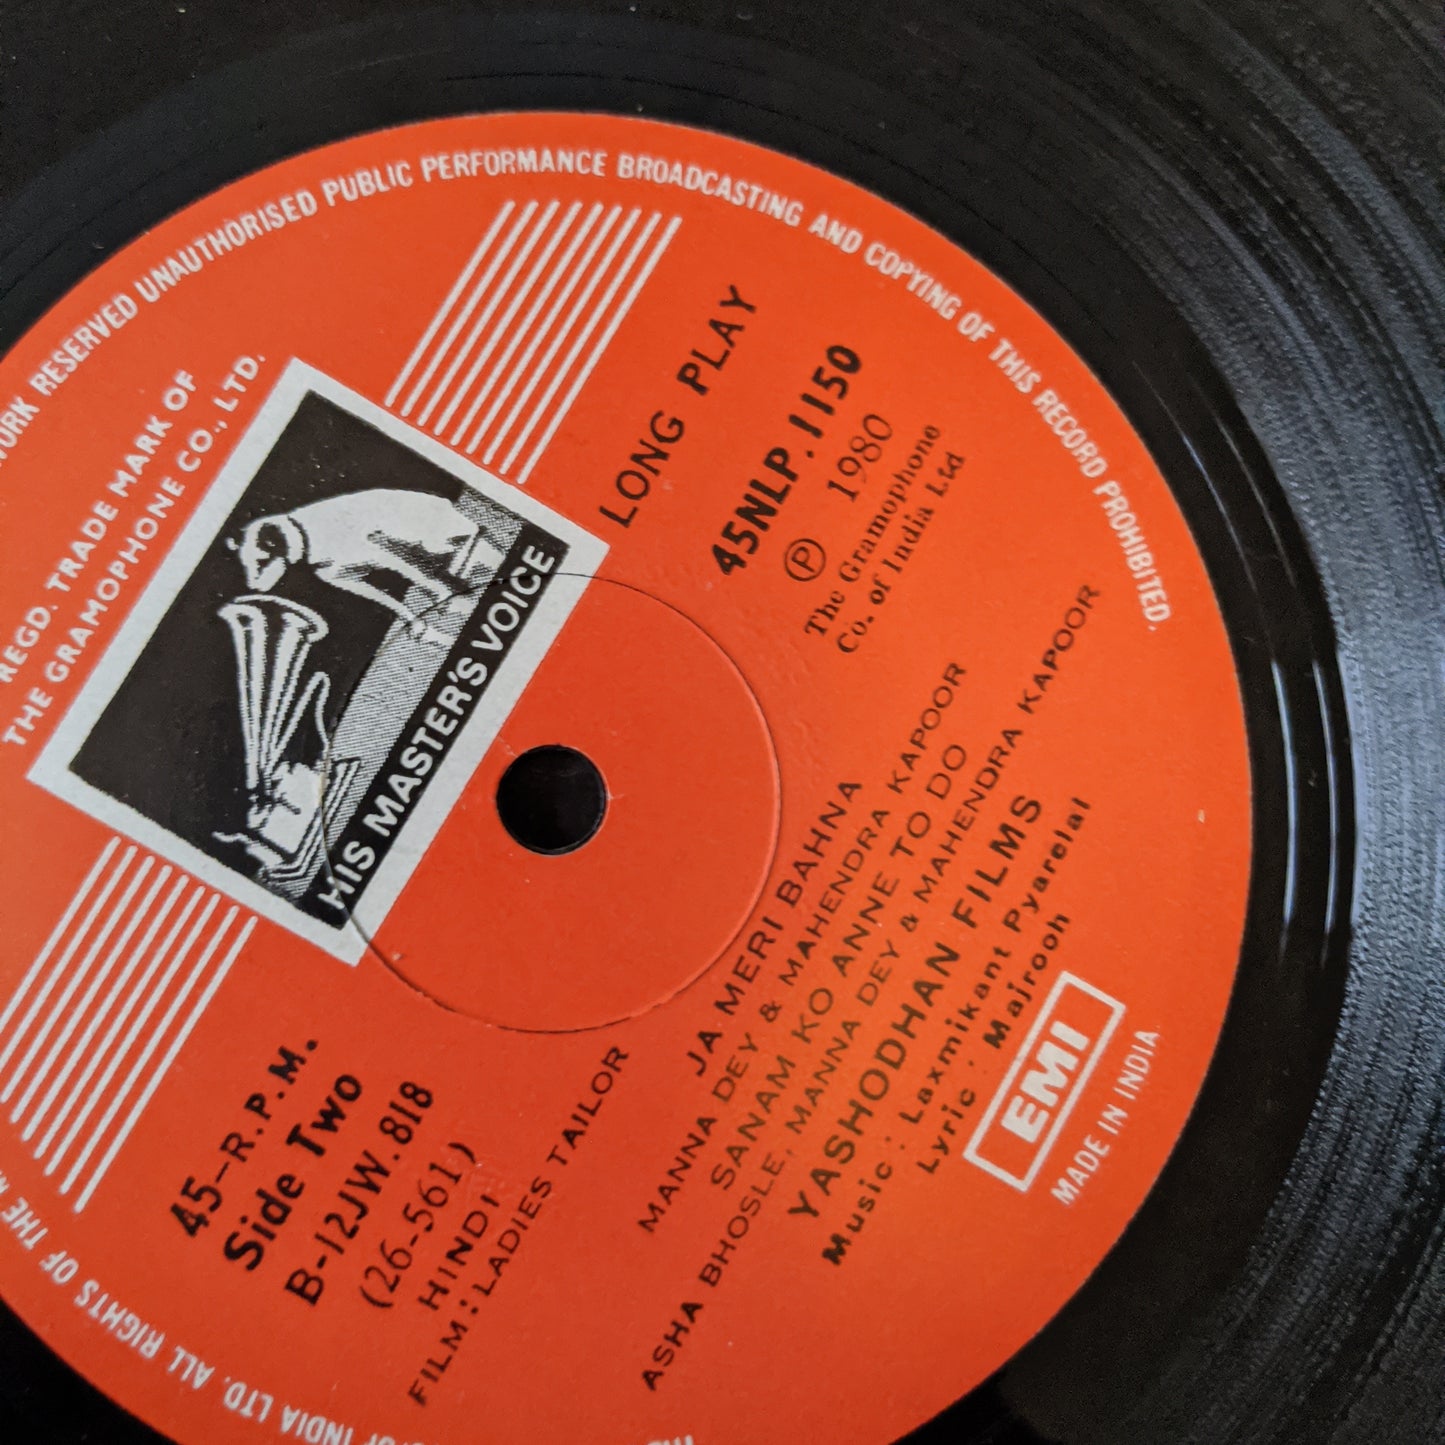 WORK RESERVED UNAUTHORISED PUBLIC PERFORMANCE BROADCASTING AND COPYING OF THIS RECORD PROHIBITED.
REGD. TRADE MARK OF
THE GRAMOPHONE CO., LTD.
HIS MASTER'S VOICE
LONG PLAY
45NLP.1150
Ⓟ 1980
The Gramophone
Co. of India Ltd
45-R.P.M.
Side Two
B-12JW.818
(26-561)
HINDI
FILM : LADIES TAILOR
JA MERI BAHNA
MANNA DEY & MAHENDRA KAPOOR
SANAM KO ANNE TO DO
ASHA BHOSLE, MANNA DEY & MAHENDRA KAPOOR
YASHODHAN FILMS
Music : Laxmikant Pyarelal
Lyric : Majrooh
EMI
MADE IN INDIA
OF INDIA LTD. ALL RIGHTS OF THE